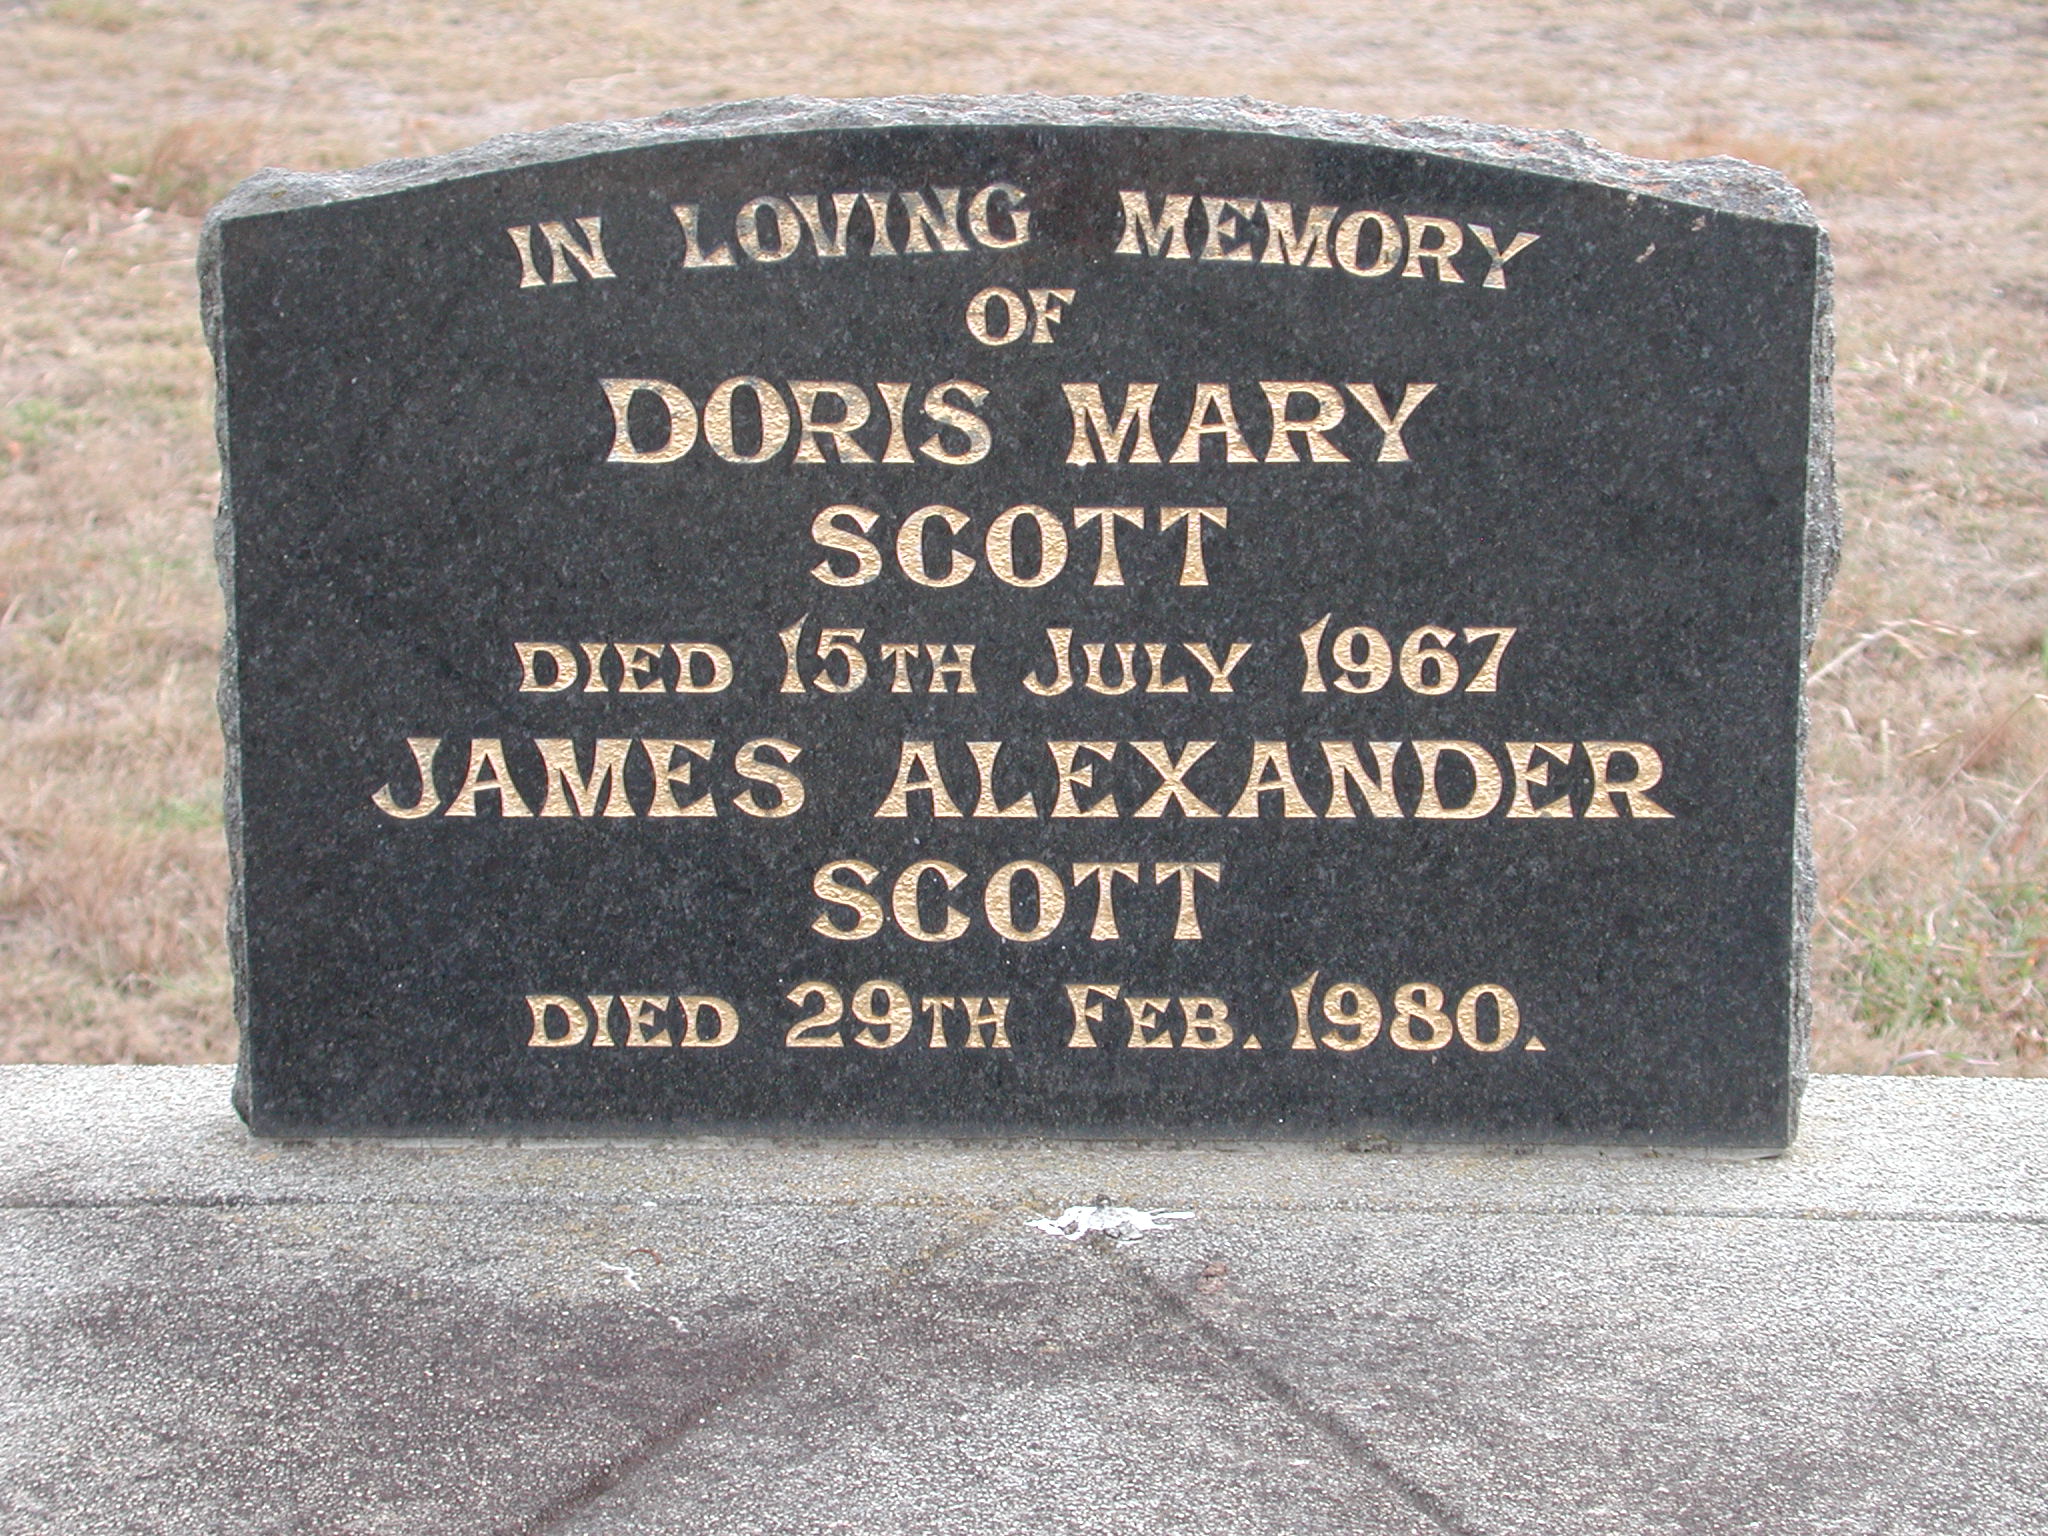 IN LOVING MEMORY
OF
DORIS MARY
SCOTT
DIED 15TH JULY 1967
JAMES ALEXANDER
SCOTT
DIED 29TH FEB. 1980.